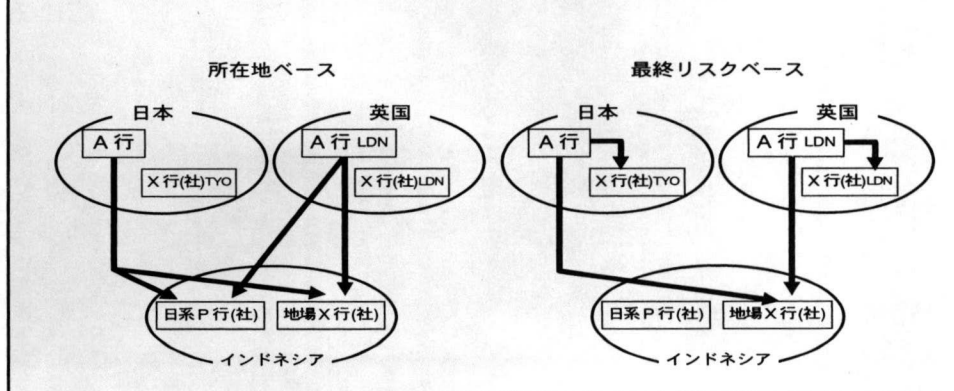 所在地ベース
日本
英国
A行
A行 LDN
X行(社)TYO
X行(社)LDN
日系P行(社)
地場X行(社)
インドネシア
最終リスクベース
日本
英国
A行
A行 LDN
X行(社)TYO
X行(社)LDN
日系P行(社)
地場X行(社)
インドネシア